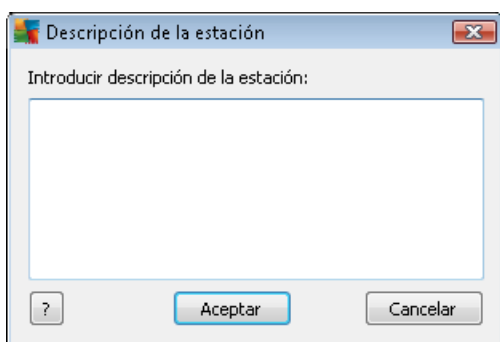 Descripción de la estación
Introducir descripción de la estación:
?
Aceptar
Cancelar